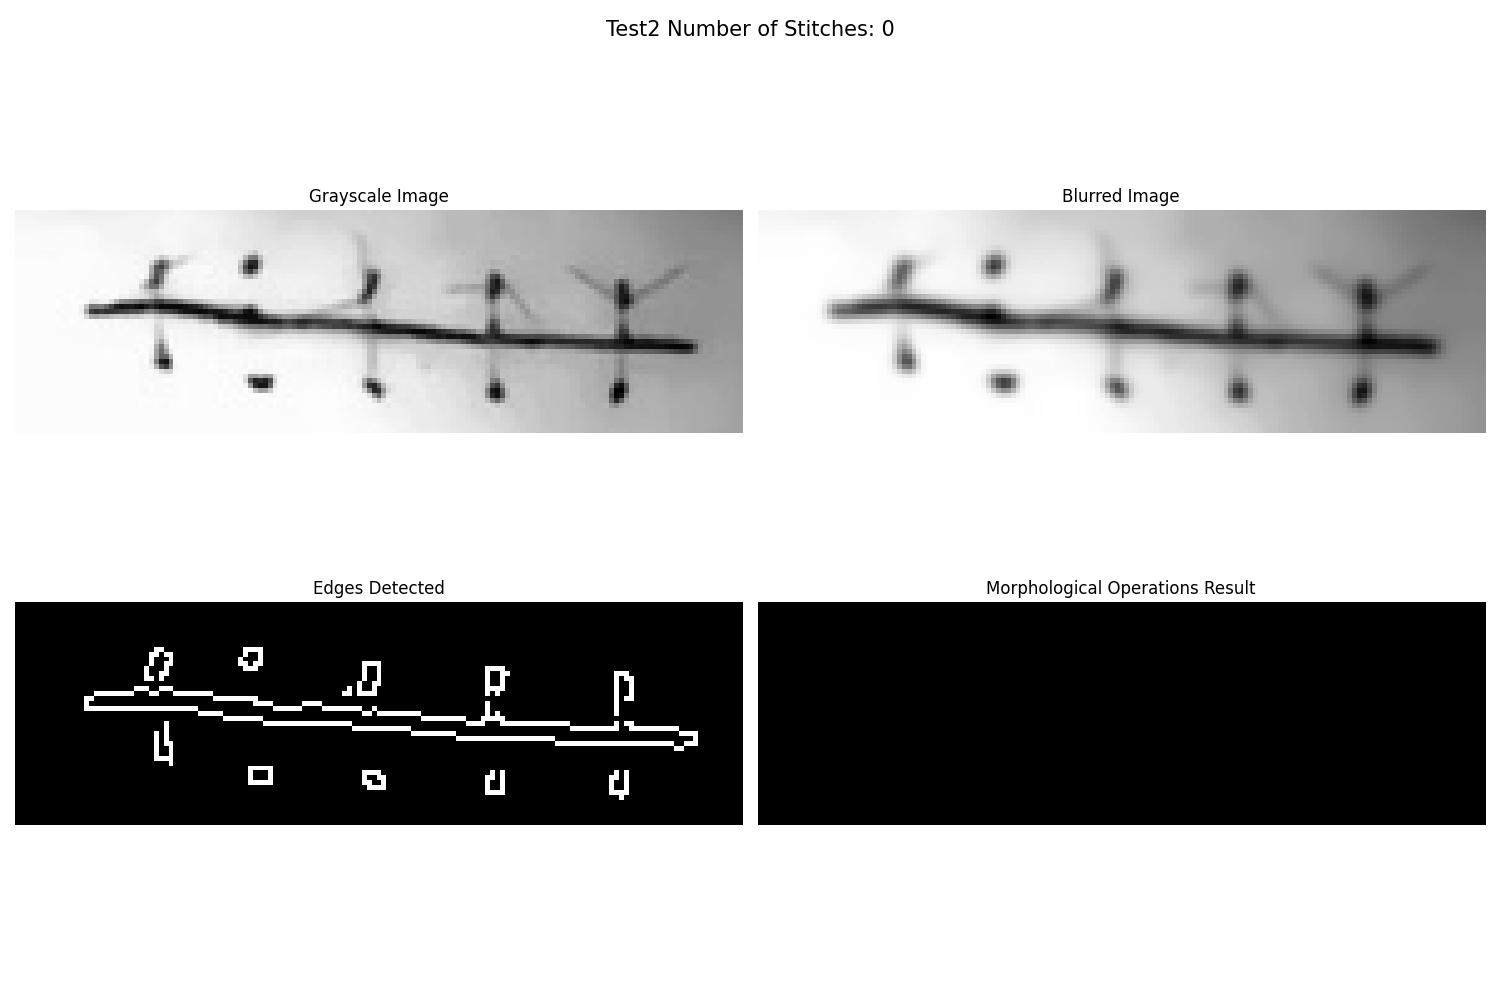 Test2 Number of Stitches: 0
Grayscale Image
Blurred Image
Edges Detected
Morphological Operations Result